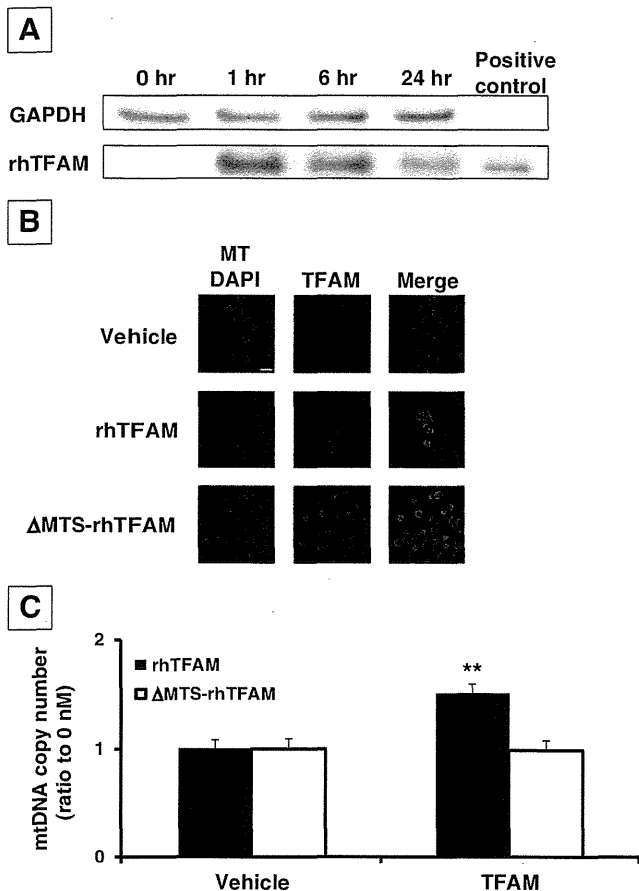 A
0 hr 1 hr 6 hr 24 hr Positive control
GAPDH
rhTFAM
B
MT DAPI TFAM Merge
Vehicle
rhTFAM
ΔMTS-rhTFAM
C
mtDNA copy number
(ratio to 0 nM)
2
1
0
rhTFAM
ΔMTS-rhTFAM
**
Vehicle TFAM